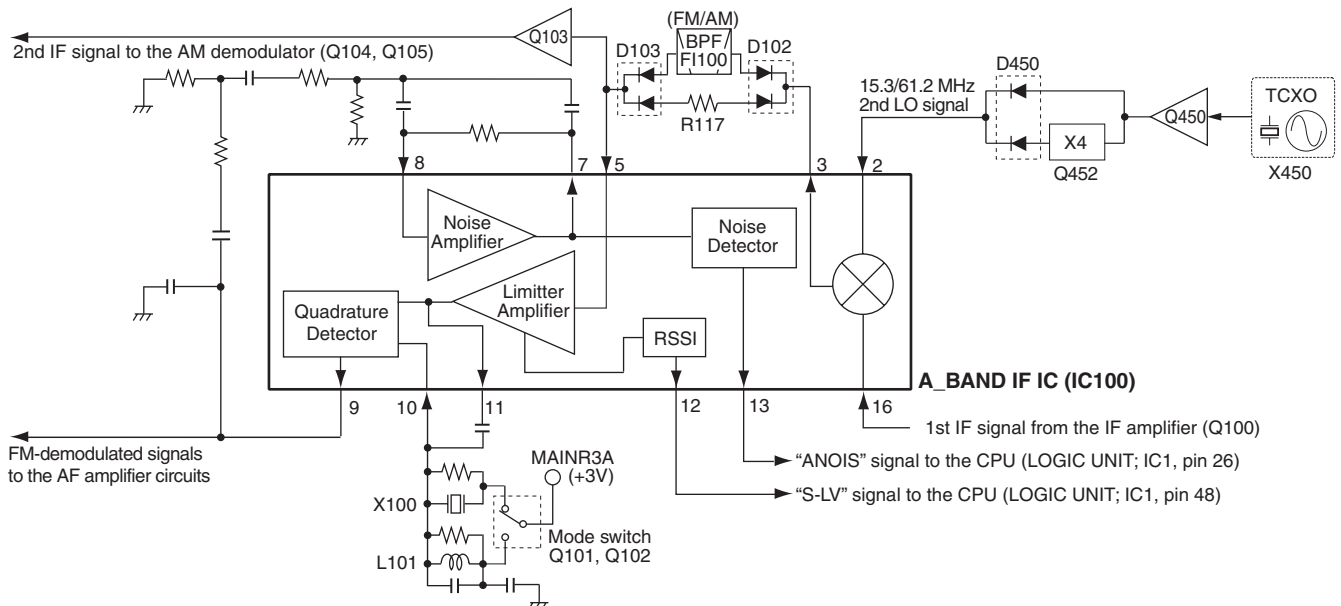 (FM/AM)
2nd IF signal to the AM demodulator (Q104, Q105)
Q103
D103
BPF
FI100
D102
R117
15.3/61.2 MHz
2nd LO signal
D450
X4
Q452
Q450
TCXO
X450
8
7
5
3
2
Noise
Amplifier
Noise
Detector
Limitter
Amplifier
Quadrature
Detector
RSSI
A_BAND IF IC (IC100)
9
10
11
12
13
16
1st IF signal from the IF amplifier (Q100)
FM-demodulated signals
to the AF amplifier circuits
"ANOIS" signal to the CPU (LOGIC UNIT; IC1, pin 26)
"S-LV" signal to the CPU (LOGIC UNIT; IC1, pin 48)
MAINR3A
(+3V)
X100
Mode switch
Q101, Q102
L101